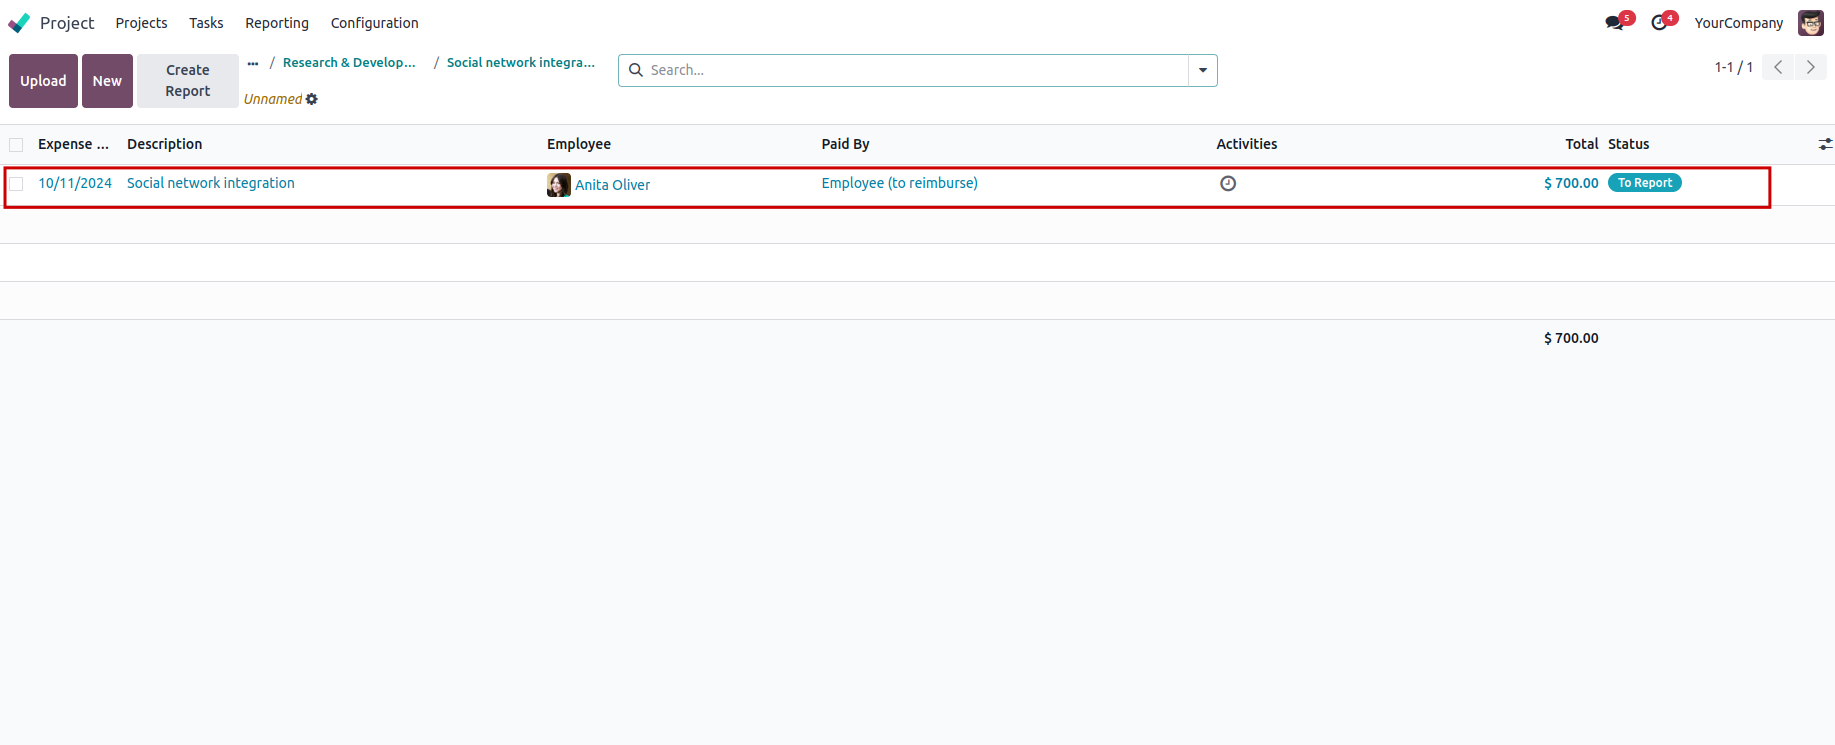 Project Projects Tasks Reporting Configuration 5 4 YourCompany
Upload New Create Report ... / Research & Develop... / Social network integra... Search... 1-1 / 1
Unnamed
Expense ... Description Employee Paid By Activities Total Status
10/11/2024 Social network integration Anita Oliver Employee (to reimburse) $ 700.00 To Report
$ 700.00